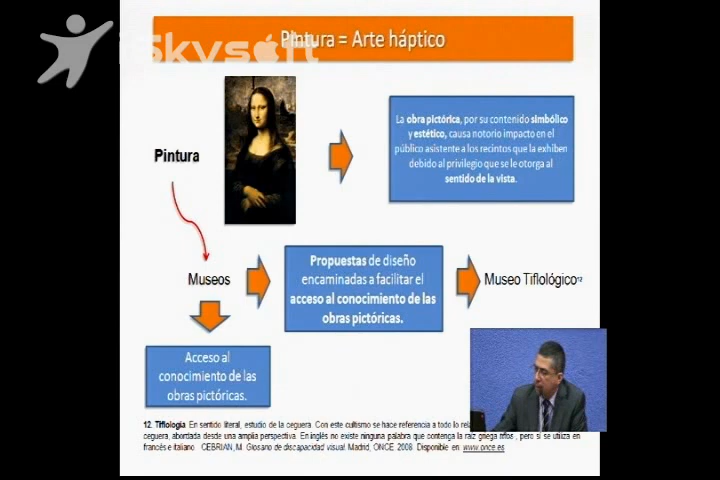 iSkysoft
Pintura = Arte háptico
La obra pictórica, por su contenido simbólico
y estético, causa notorio impacto en el
público asistente a los recintos que la exhiben
debido al privilegio que se le otorga al
sentido de la vista.
Pintura
Museos
Propuestas de diseño
encaminadas a facilitar el
acceso al conocimiento de las
obras pictóricas.
Museo Tiflológico¹²
Acceso al
conocimiento de las
obras pictóricas.
12. Tiflología En sentido literal, estudio de la ceguera. Con este cultismo se hace referencia a todo lo
ceguera, abordada desde una amplia perspectiva. En inglés no existe ninguna palabra que contenga la raíz griega tiflos , pero sí se utiliza en
francés e italiano. CEBRIAN,M. Glosario de discapacidad visual. Madrid, ONCE. 2008. Disponible en: www.once.es